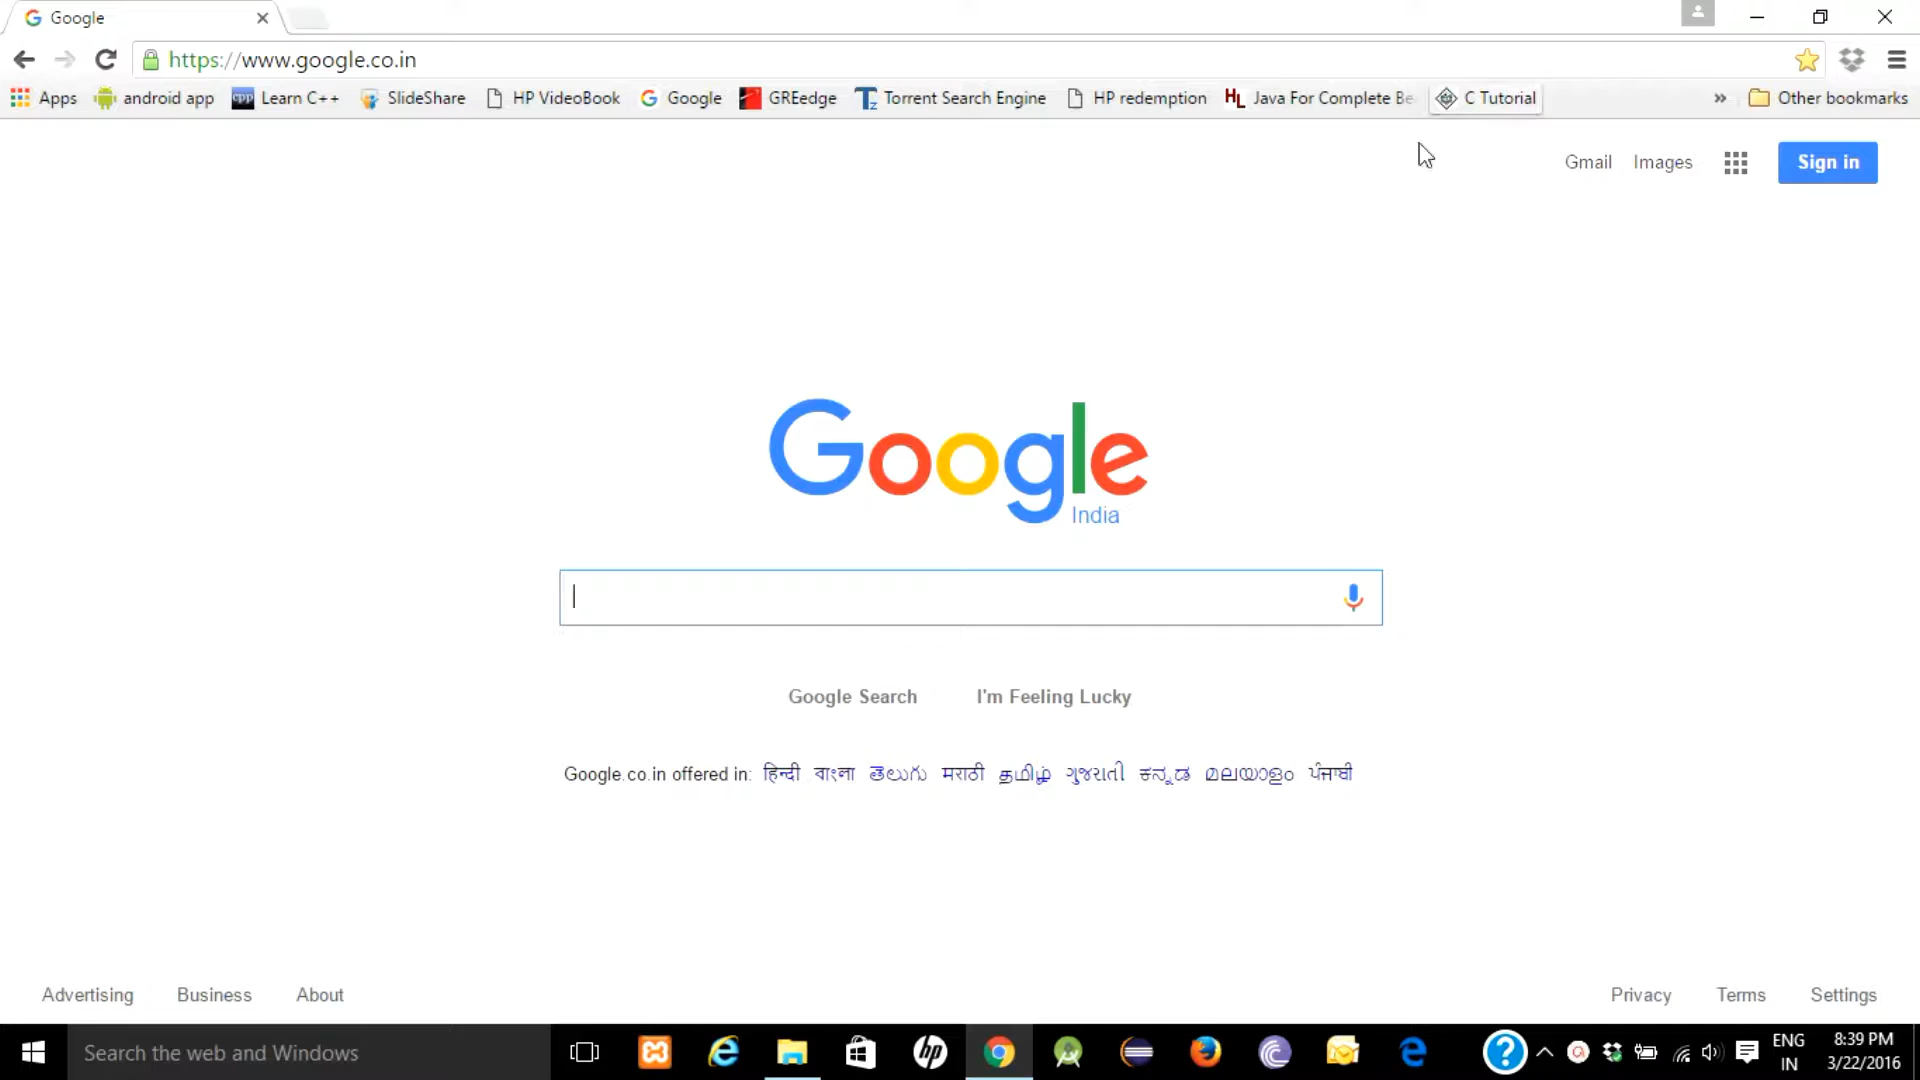 Google
https://www.google.co.in
Apps android app Learn C++ SlideShare HP VideoBook Google GREedge Torrent Search Engine HP redemption Java For Complete Be C Tutorial » Other bookmarks
Gmail Images Sign in
Google
India
Google Search I'm Feeling Lucky
Google.co.in offered in: हिन्दी বাংলা తెలుగు मराठी தமிழ் ગુજરાતી ಕನ್ನಡ മലയാളം ਪੰਜਾਬੀ
Advertising Business About Privacy Terms Settings
Search the web and Windows
ENG 8:39 PM
IN 3/22/2016